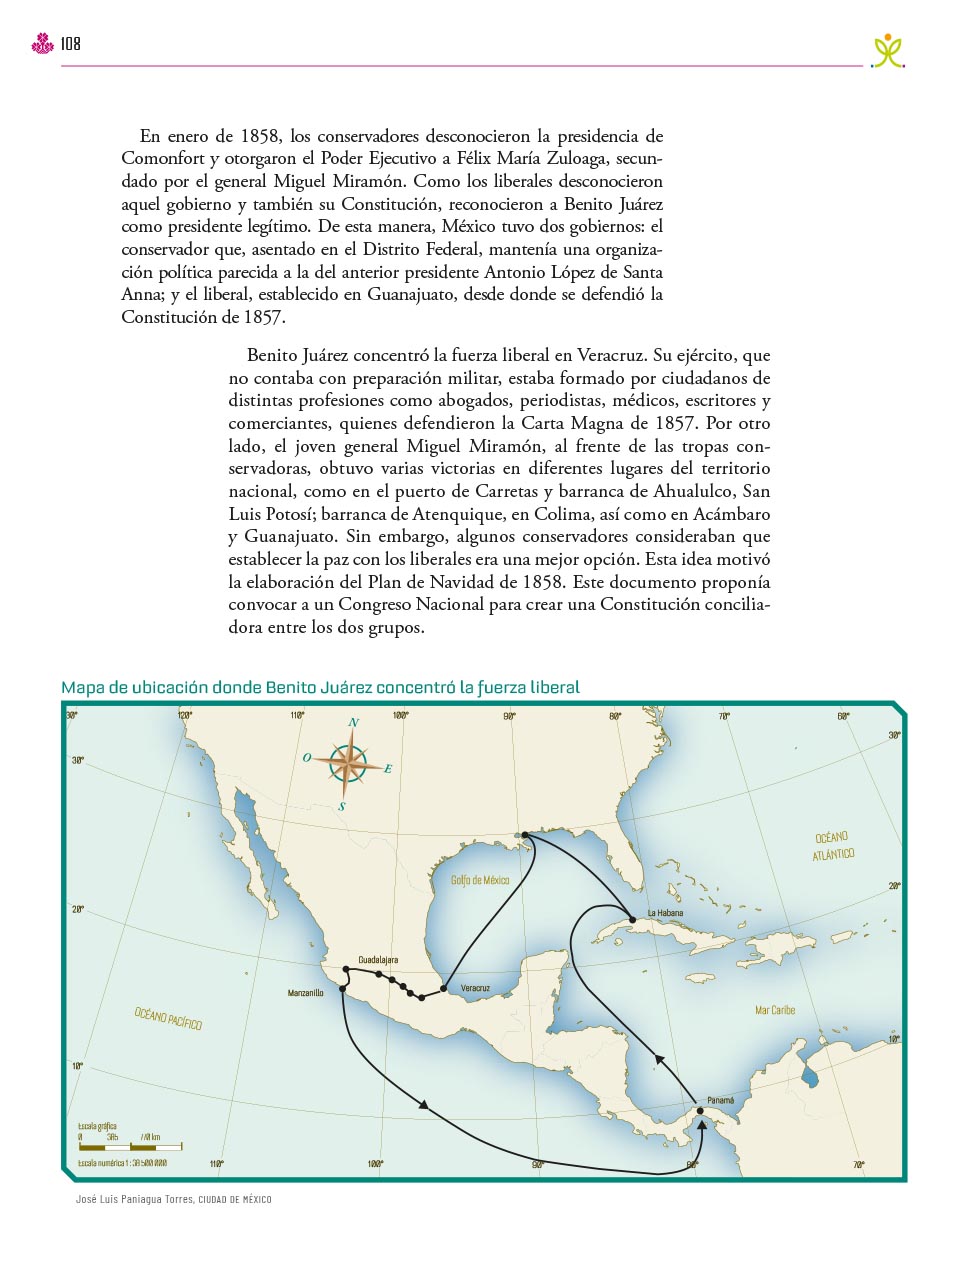 108
En enero de 1858, los conservadores desconocieron la presidencia de
Comonfort y otorgaron el Poder Ejecutivo a Félix María Zuloaga, secun-
dado por el general Miguel Miramón. Como los liberales desconocieron
aquel gobierno y también su Constitución, reconocieron a Benito Juárez
como presidente legítimo. De esta manera, México tuvo dos gobiernos: el
conservador que, asentado en el Distrito Federal, mantenía una organiza-
ción política parecida a la del anterior presidente Antonio López de Santa
Anna; y el liberal, establecido en Guanajuato, desde donde se defendió la
Constitución de 1857.
Benito Juárez concentró la fuerza liberal en Veracruz. Su ejército, que
no contaba con preparación militar, estaba formado por ciudadanos de
distintas profesiones como abogados, periodistas, médicos, escritores y
comerciantes, quienes defendieron la Carta Magna de 1857. Por otro
lado, el joven general Miguel Miramón, al frente de las tropas con-
servadoras, obtuvo varias victorias en diferentes lugares del territorio
nacional, como en el puerto de Carretas y barranca de Ahualulco, San
Luis Potosí; barranca de Atenquique, en Colima, así como en Acámbaro
y Guanajuato. Sin embargo, algunos conservadores consideraban que
establecer la paz con los liberales era una mejor opción. Esta idea motivó
la elaboración del Plan de Navidad de 1858. Este documento proponía
convocar a un Congreso Nacional para crear una Constitución concilia-
dora entre los dos grupos.
Mapa de ubicación donde Benito Juárez concentró la fuerza liberal
30° 120° 110° 100° 90° 80° 70° 60°
N
30°
O
E
30°
S
OCÉANO
ATLÁNTICO
Golfo de México
20°
20°
La Habana
Guadalajara
Manzanillo
Veracruz
OCÉANO PACÍFICO
Mar Caribe
10°
10°
Panamá
Escala gráfica
0 385 770 km
Escala numérica 1 : 38 500 000
110° 100° 90° 80° 70°
José Luis Paniagua Torres, CIUDAD DE MÉXICO